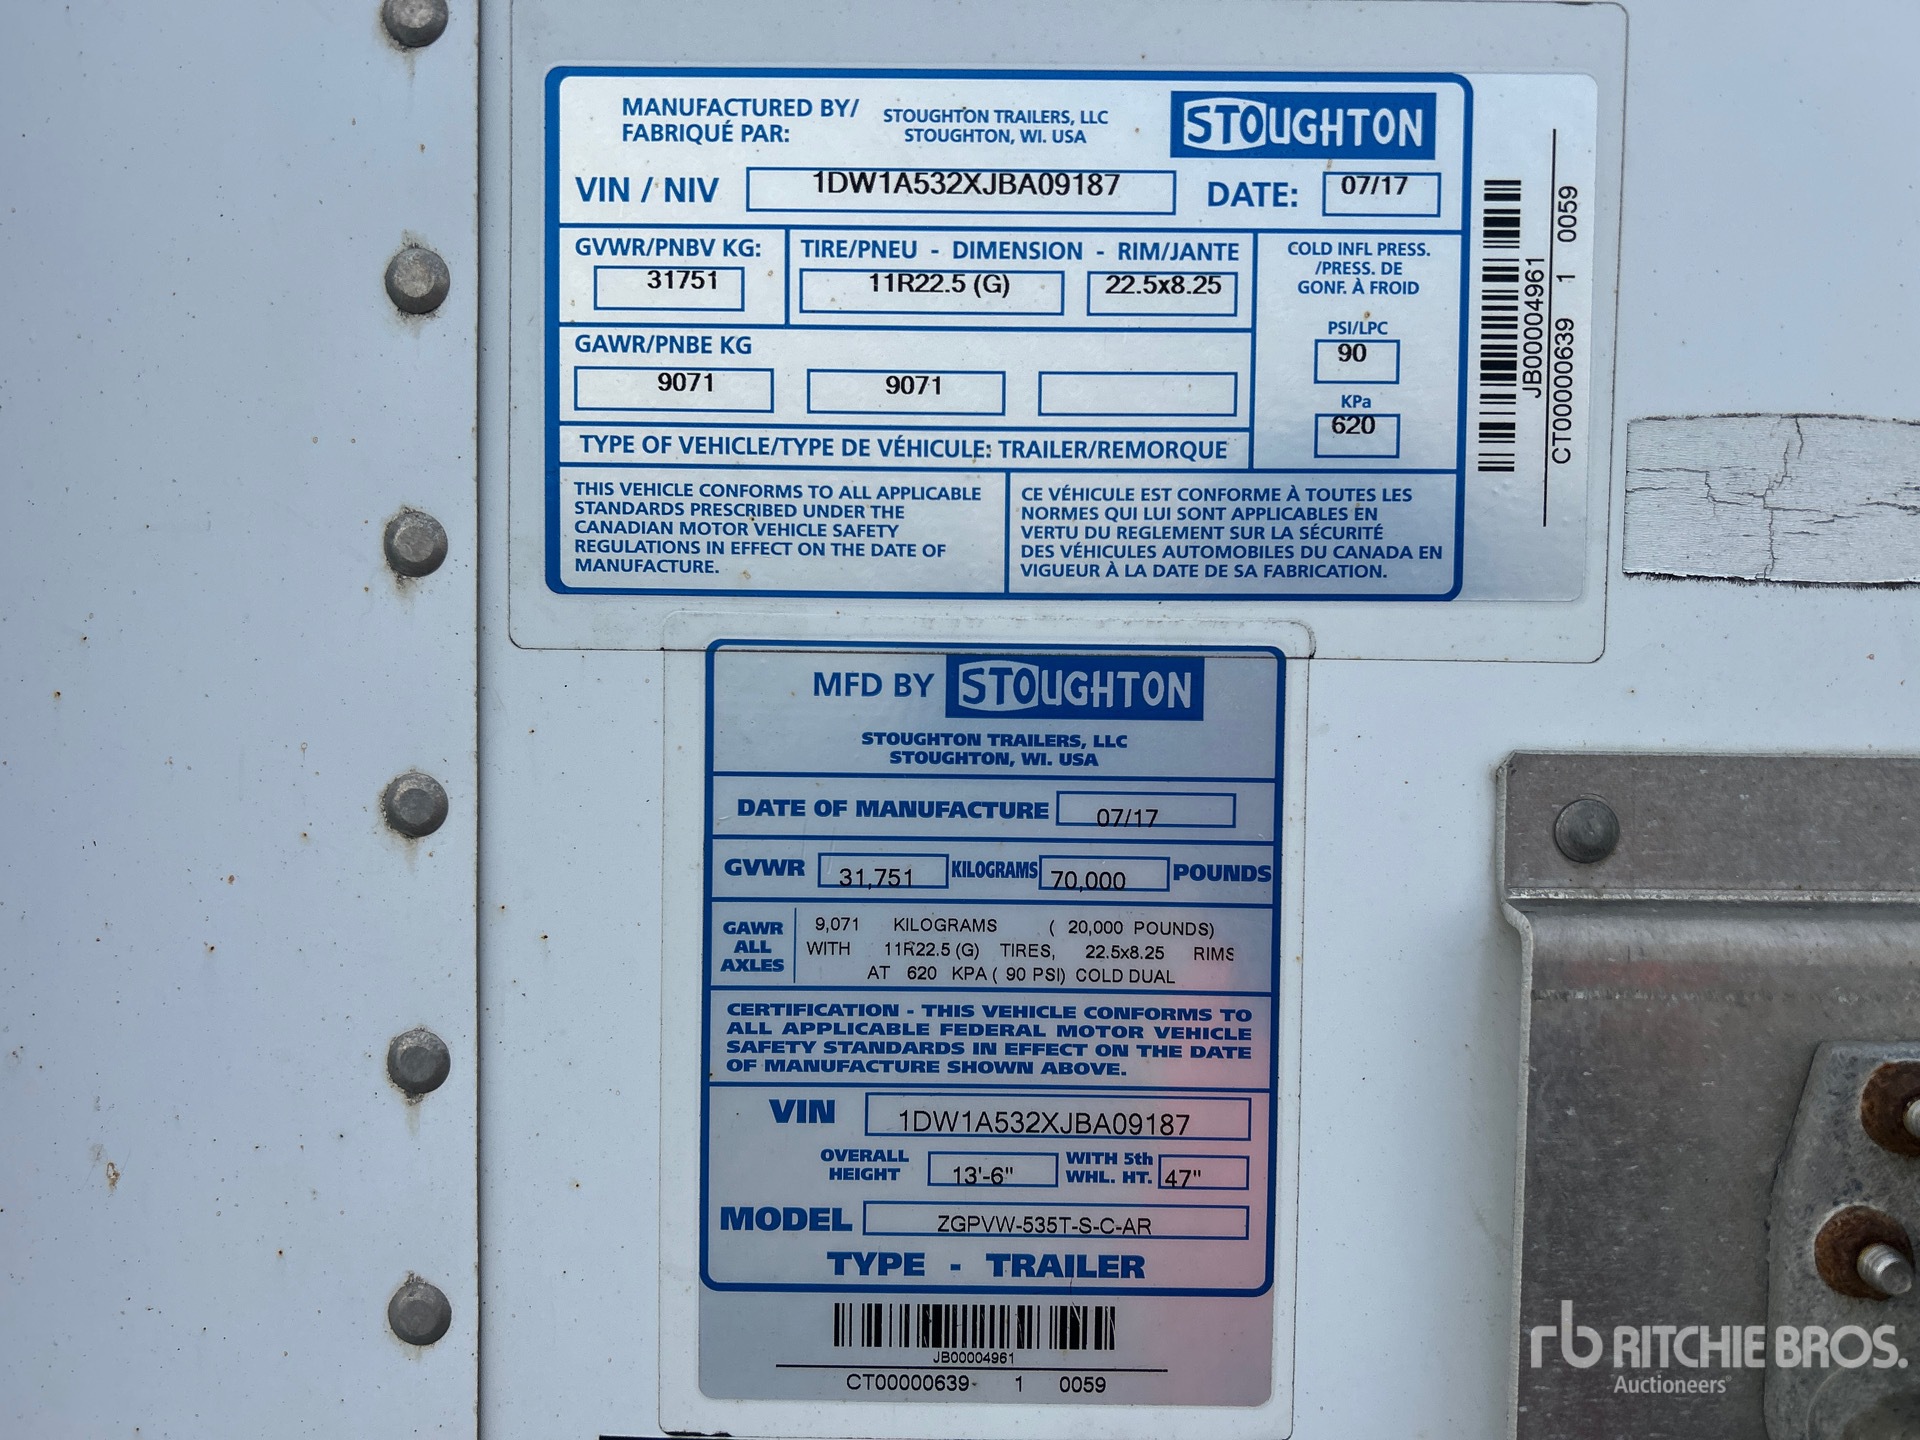 MANUFACTURED BY/
FABRIQUÉ PAR:
STOUGHTON TRAILERS, LLC
STOUGHTON, WI. USA
STOUGHTON
VIN / NIV 1DW1A532XJBA09187 DATE: 07/17
GVWR/PNBV KG:
31751
TIRE/PNEU - DIMENSION - RIM/JANTE
11R22.5 (G) 22.5x8.25
COLD INFL PRESS.
/PRESS. DE
GONF. À FROID
PSI/LPC
90
KPa
620
GAWR/PNBE KG
9071 9071
TYPE OF VEHICLE/TYPE DE VÉHICULE: TRAILER/REMORQUE
THIS VEHICLE CONFORMS TO ALL APPLICABLE
STANDARDS PRESCRIBED UNDER THE
CANADIAN MOTOR VEHICLE SAFETY
REGULATIONS IN EFFECT ON THE DATE OF
MANUFACTURE.
CE VÉHICULE EST CONFORME À TOUTES LES
NORMES QUI LUI SONT APPLICABLES EN
VERTU DU REGLEMENT SUR LA SÉCURITÉ
DES VÉHICULES AUTOMOBILES DU CANADA EN
VIGUEUR À LA DATE DE SA FABRICATION.
JB00004961
CT00000639 1 0059
MFD BY STOUGHTON
STOUGHTON TRAILERS, LLC
STOUGHTON, WI. USA
DATE OF MANUFACTURE 07/17
GVWR 31,751 KILOGRAMS 70,000 POUNDS
GAWR
ALL
AXLES
9,071 KILOGRAMS ( 20,000 POUNDS)
WITH 11R22.5 (G) TIRES, 22.5x8.25 RIMS
AT 620 KPA ( 90 PSI) COLD DUAL
CERTIFICATION - THIS VEHICLE CONFORMS TO
ALL APPLICABLE FEDERAL MOTOR VEHICLE
SAFETY STANDARDS IN EFFECT ON THE DATE
OF MANUFACTURE SHOWN ABOVE.
VIN 1DW1A532XJBA09187
OVERALL
HEIGHT
13'-6"
WITH 5th
WHL. HT.
47"
MODEL ZGPVW-535T-S-C-AR
TYPE - TRAILER
JB00004961
CT00000639 1 0059
rb RITCHIE BROS.
Auctioneers